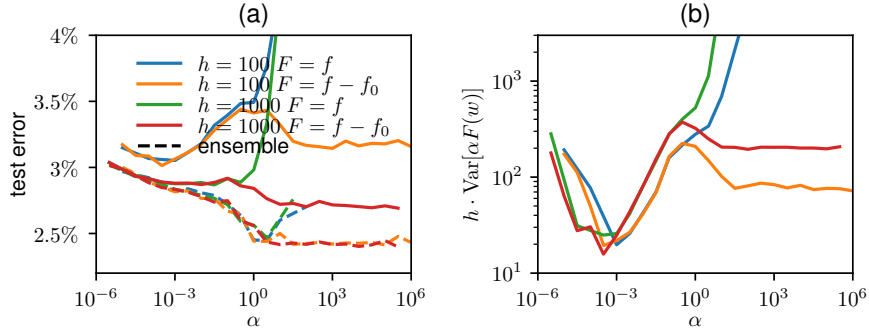 (a)
4%
3.5%
3%
2.5%
test error
h = 100 F = f
h = 100 F = f − f₀
h = 1000 F = f
h = 1000 F = f − f₀
ensemble
10⁻⁶ 10⁻³ 10⁰ 10³ 10⁶
α
(b)
10³
10²
10¹
h · Var[αF(w)]
10⁻⁶ 10⁻³ 10⁰ 10³ 10⁶
α